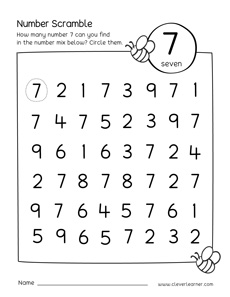 Number Scramble
How many number 7 can you find
in the number mix below? Circle them.
7
seven
7 2 1 7 3 9 7 1
7 4 7 5 2 3 9 7
9 6 1 6 3 7 2 4
2 7 8 7 8 7 2 7
9 7 6 4 5 7 6 1
5 9 6 5 7 2 3 2
Name
www.cleverlearner.com